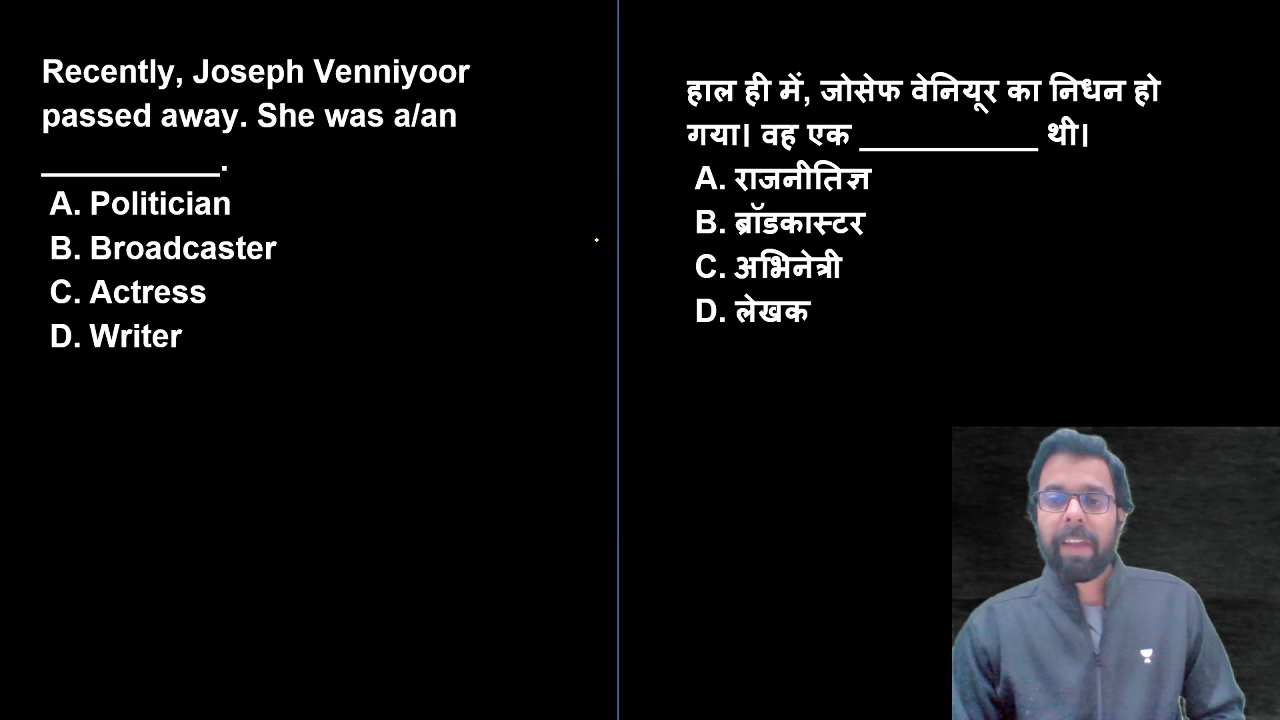 Recently, Joseph Venniyoor
passed away. She was a/an
__________.
A. Politician
B. Broadcaster
C. Actress
D. Writer
हाल ही में, जोसेफ वेनियूर का निधन हो
गया। वह एक __________ थी।
A. राजनीतिज्ञ
B. ब्रॉडकास्टर
C. अभिनेत्री
D. लेखक